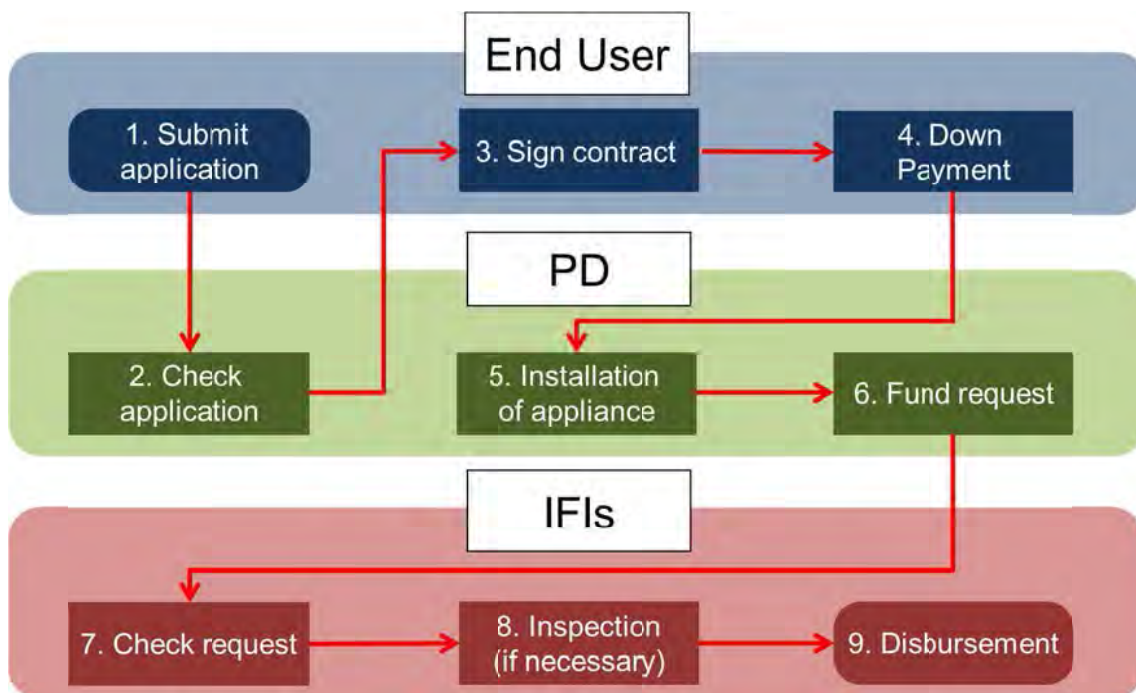 End User
1. Submit
application
3. Sign contract
4. Down
Payment
PD
2. Check
application
5. Installation
of appliance
6. Fund request
IFIs
7. Check request
8. Inspection
(if necessary)
9. Disbursement